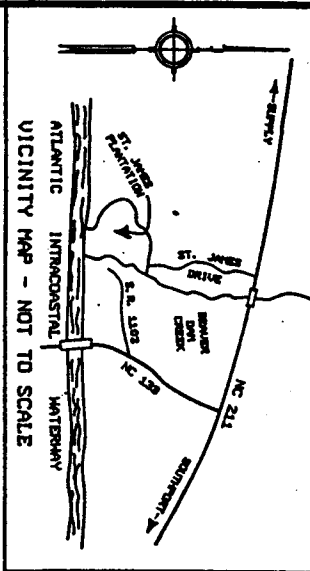 <-SUPPLY
NC 211
SOUTHPORT->
ST. JAMES
DRIVE
ST. JAMES
PLANTATION
BEAVER
DAM
CREEK
S.R. 1102
NC 133
ATLANTIC INTRACOASTAL WATERWAY
VICINITY MAP - NOT TO SCALE